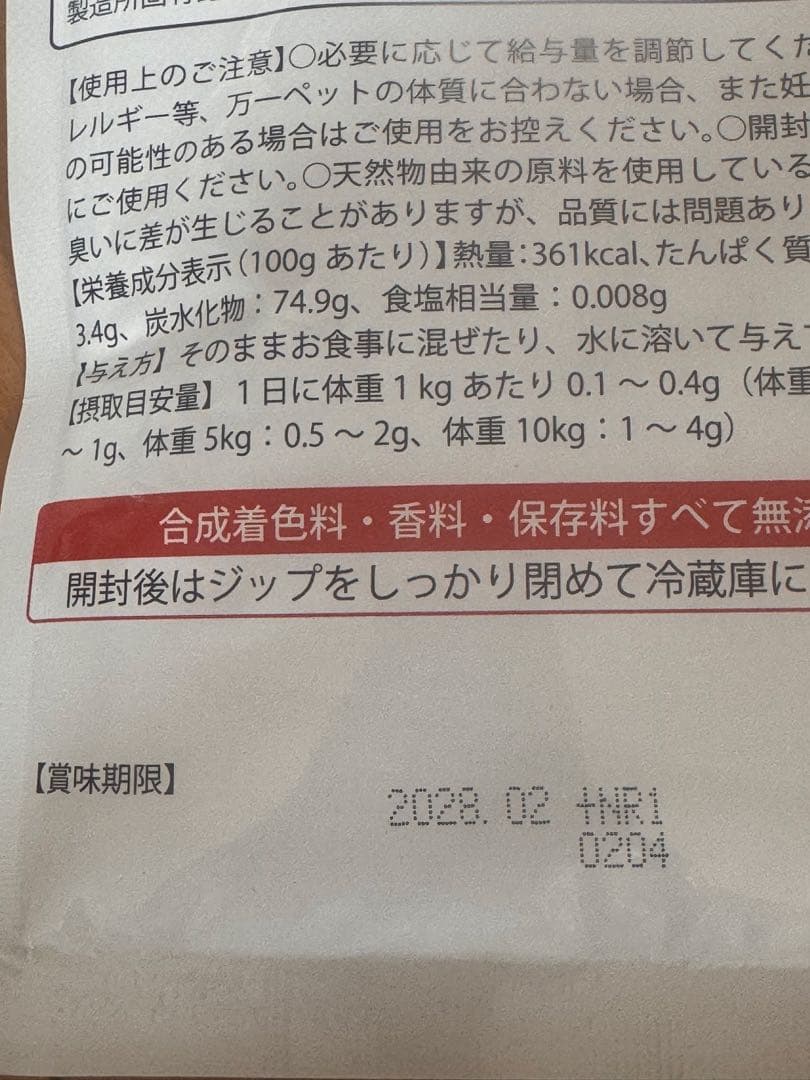 【使用上のご注意】○必要に応じて給与量を調節してくだ
レルギー等、万一ペットの体質に合わない場合、また妊
の可能性のある場合はご使用をお控えください。○開封
にご使用ください。○天然物由来の原料を使用している
臭いに差が生じることがありますが、品質には問題あり
【栄養成分表示(100gあたり)】熱量:361kcal、たんぱく質
3.4g、炭水化物:74.9g、食塩相当量:0.008g
【与え方】そのままお食事に混ぜたり、水に溶いて与え
【摂取目安量】1日に体重1kgあたり0.1〜0.4g(体重
〜1g、体重5kg:0.5〜2g、体重10kg:1〜4g)
合成着色料・香料・保存料すべて無添
開封後はジップをしっかり閉めて冷蔵庫に
【賞味期限】
2028.02 +NR1
0204